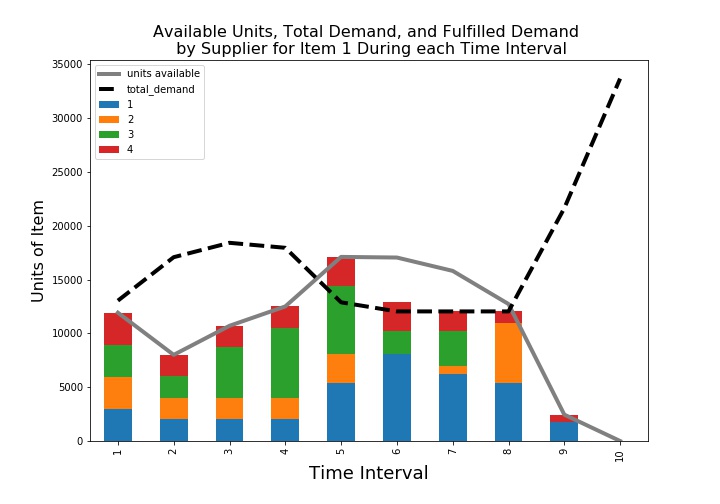 Available Units, Total Demand, and Fulfilled Demand
by Supplier for Item 1 During each Time Interval
35000
30000
25000
20000
15000
10000
5000
0
Units of Item
units available
total_demand
1
2
3
4
1 2 3 4 5 6 7 8 9 10
Time Interval